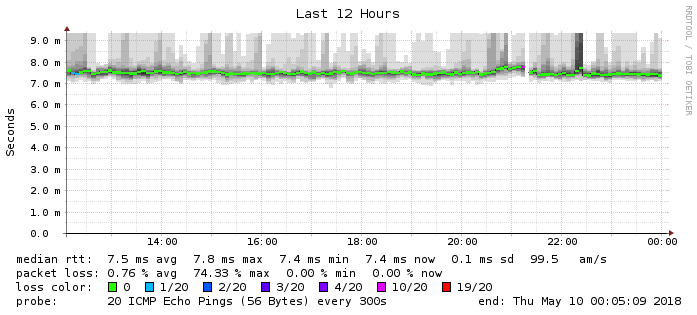 Last 12 Hours
RRDTOOL / TOBI OETIKER
Seconds
9.0 m
8.0 m
7.0 m
6.0 m
5.0 m
4.0 m
3.0 m
2.0 m
1.0 m
0.0
14:00 16:00 18:00 20:00 22:00 00:00
median rtt: 7.5 ms avg 7.8 ms max 7.4 ms min 7.4 ms now 0.1 ms sd 99.5 am/s
packet loss: 0.76 % avg 74.33 % max 0.00 % min 0.00 % now
loss color: 0 1/20 2/20 3/20 4/20 10/20 19/20
probe: 20 ICMP Echo Pings (56 Bytes) every 300s end: Thu May 10 00:05:09 2018